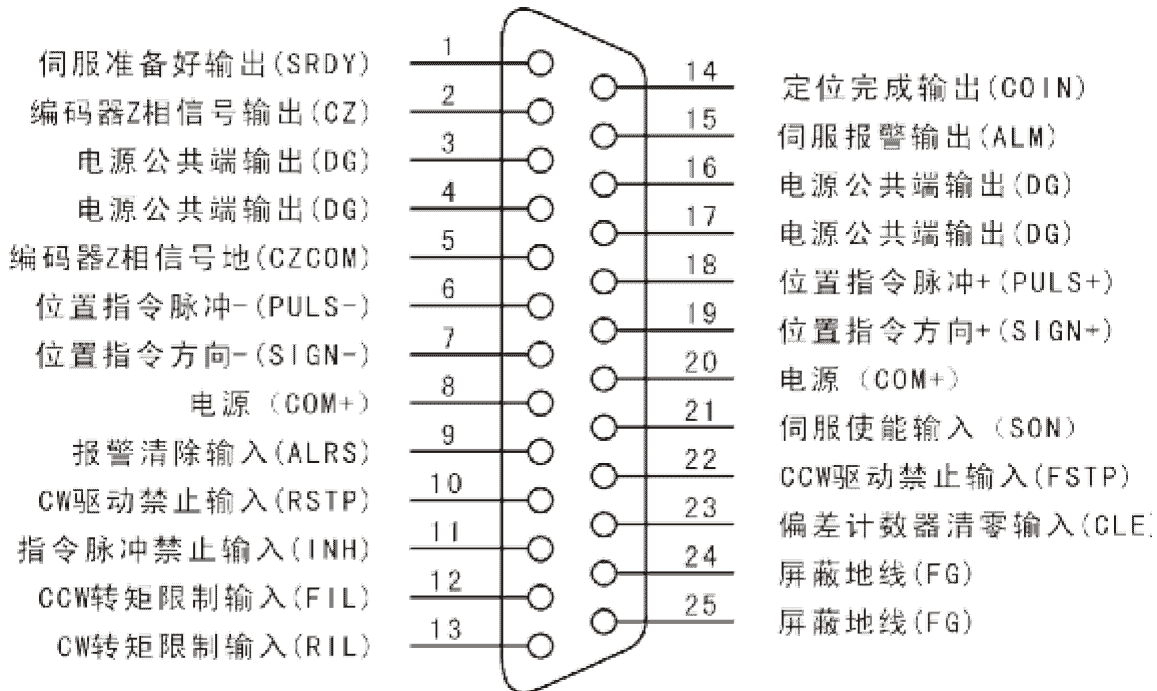 伺服准备好输出(SRDY) 1
编码器Z相信号输出(CZ) 2
电源公共端输出(DG) 3
电源公共端输出(DG) 4
编码器Z相信号地(CZCOM) 5
位置指令脉冲-(PULS-) 6
位置指令方向-(SIGN-) 7
电源 (COM+) 8
报警清除输入(ALRS) 9
CW驱动禁止输入(RSTP) 10
指令脉冲禁止输入(INH) 11
CCW转矩限制输入(FIL) 12
CW转矩限制输入(RIL) 13
14 定位完成输出(COIN)
15 伺服报警输出(ALM)
16 电源公共端输出(DG)
17 电源公共端输出(DG)
18 位置指令脉冲+(PULS+)
19 位置指令方向+(SIGN+)
20 电源 (COM+)
21 伺服使能输入 (SON)
22 CCW驱动禁止输入(FSTP)
23 偏差计数器清零输入(CLE)
24 屏蔽地线(FG)
25 屏蔽地线(FG)